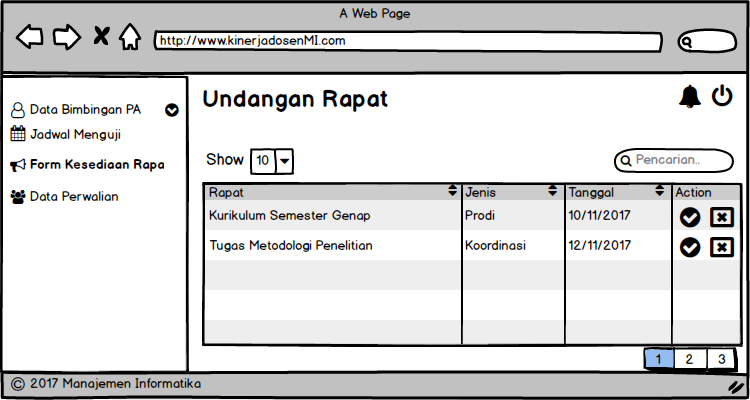 A Web Page
http://www.kinerjadosenMI.com
Data Bimbingan PA
Jadwal Menguji
Form Kesediaan Rapa
Data Perwalian
Undangan Rapat
Show 10
Pencarian..
Rapat Jenis Tanggal Action
Kurikulum Semester Genap Prodi 10/11/2017
Tugas Metodologi Penelitian Koordinasi 12/11/2017
1 2 3
© 2017 Manajemen Informatika